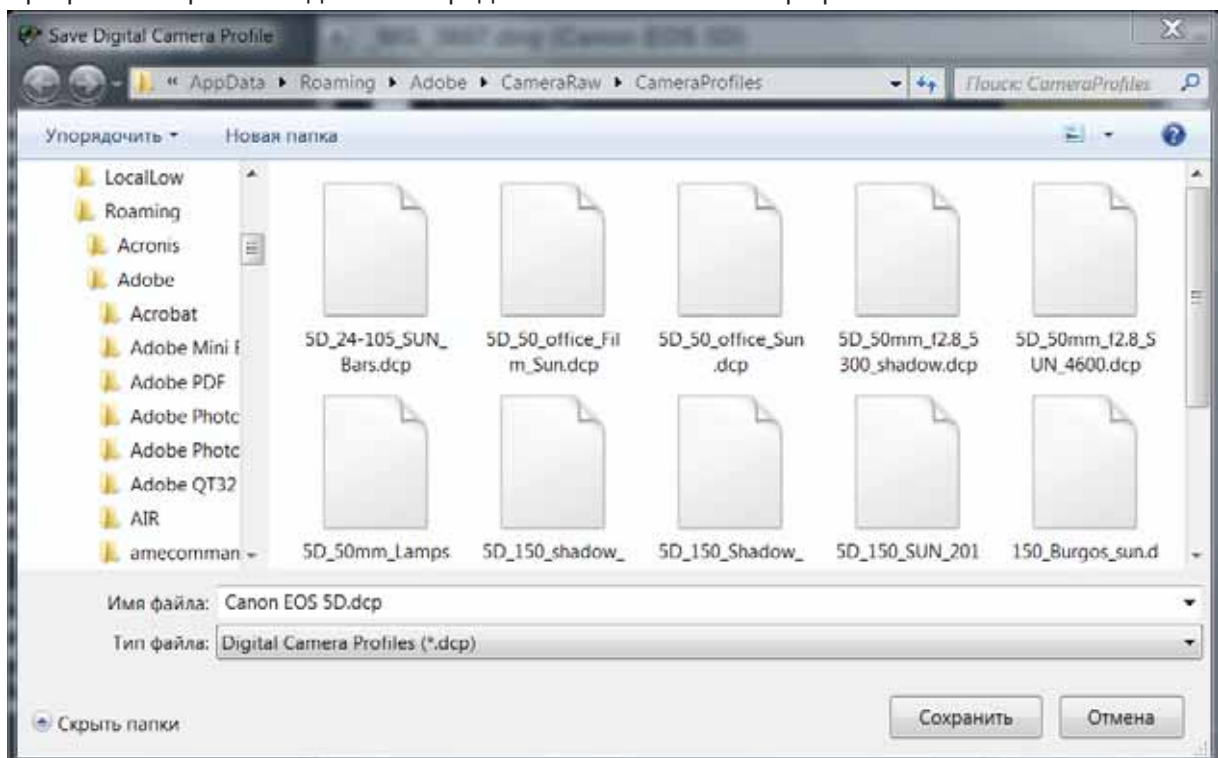 Save Digital Camera Profile
« AppData ▸ Roaming ▸ Adobe ▸ CameraRaw ▸ CameraProfiles
Поиск: CameraProfiles
Упорядочить
Новая папка
LocalLow
Roaming
Acronis
Adobe
Acrobat
Adobe Mini
Adobe PDF
Adobe Photc
Adobe Photc
Adobe QT32
AIR
amecomman
5D_24-105_SUN_
Bars.dcp
5D_50_office_Fil
m_Sun.dcp
5D_50_office_Sun
.dcp
5D_50mm_f2.8_5
300_shadow.dcp
5D_50mm_f2.8_S
UN_4600.dcp
5D_50mm_Lamps
5D_150_shadow_
5D_150_Shadow_
5D_150_SUN_201
150_Burgos_sun.d
Имя файла: Canon EOS 5D.dcp
Тип файла: Digital Camera Profiles (*.dcp)
Скрыть папки
Сохранить
Отмена